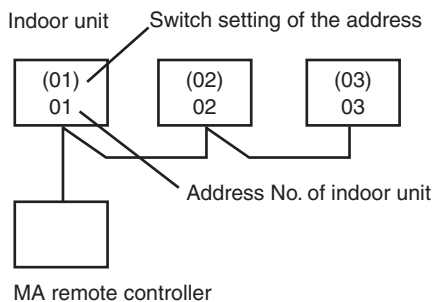 Indoor unit
Switch setting of the address
(01)
01
(02)
02
(03)
03
Address No. of indoor unit
MA remote controller